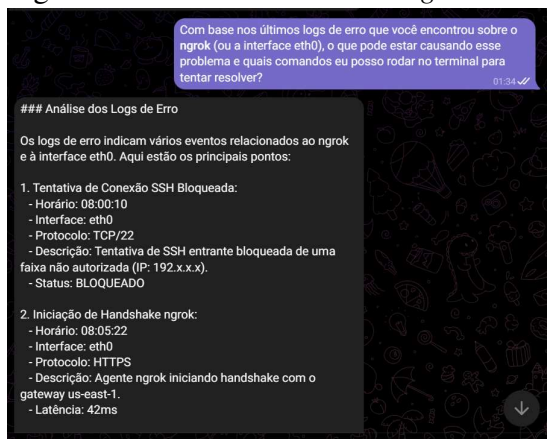 Com base nos últimos logs de erro que você encontrou sobre o
ngrok (ou a interface eth0), o que pode estar causando esse
problema e quais comandos eu posso rodar no terminal para
tentar resolver?
01:34
### Análise dos Logs de Erro
Os logs de erro indicam vários eventos relacionados ao ngrok
e à interface eth0. Aqui estão os principais pontos:
1. Tentativa de Conexão SSH Bloqueada:
- Horário: 08:00:10
- Interface: eth0
- Protocolo: TCP/22
- Descrição: Tentativa de SSH entrante bloqueada de uma
faixa não autorizada (IP: 192.x.x.x).
- Status: BLOQUEADO
2. Iniciação de Handshake ngrok:
- Horário: 08:05:22
- Interface: eth0
- Protocolo: HTTPS
- Descrição: Agente ngrok iniciando handshake com o
gateway us-east-1.
- Latência: 42ms